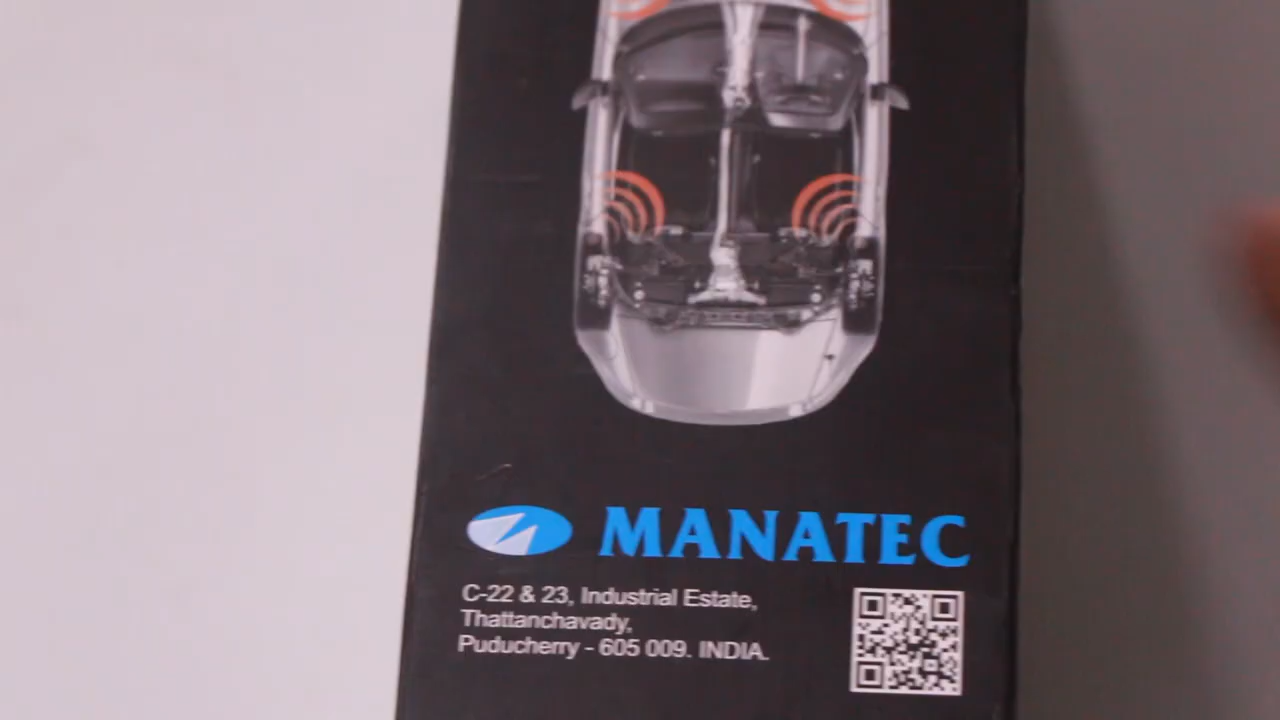 MANATEC
C-22 & 23, Industrial Estate,
Thattanchavady,
Puducherry - 605 009. INDIA.